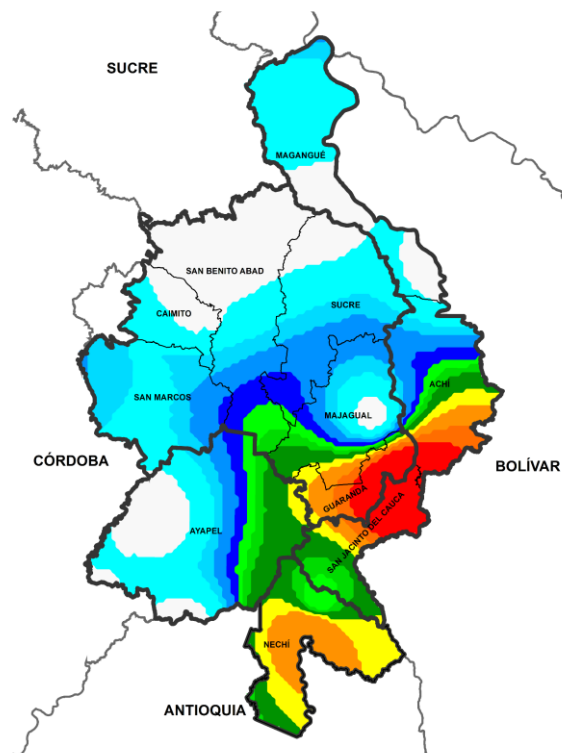 SUCRE
MAGANGUÉ
SAN BENITO ABAD
SUCRE
CAIMITO
ACHÍ
SAN MARCOS
MAJAGUAL
CÓRDOBA
BOLÍVAR
GUARANDA
AYAPEL
SAN JACINTO DEL CAUCA
NECHÍ
ANTIOQUIA